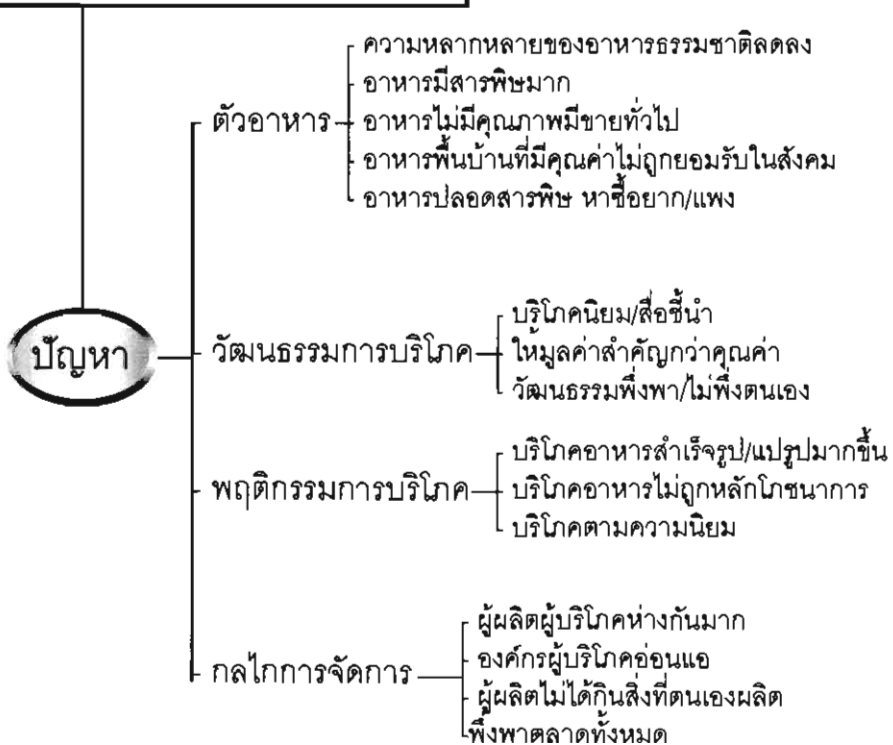 ปัญหา
ตัวอาหาร
ความหลากหลายของอาหารธรรมชาติลดลง
อาหารมีสารพิษมาก
อาหารไม่มีคุณภาพมีขายทั่วไป
อาหารพื้นบ้านที่มีคุณค่าไม่ถูกยอมรับในสังคม
อาหารปลอดสารพิษ หาซื้อยาก/แพง
วัฒนธรรมการบริโภค
บริโภคนิยม/สื่อชี้นำ
ให้มูลค่าสำคัญกว่าคุณค่า
วัฒนธรรมพึ่งพา/ไม่พึ่งตนเอง
พฤติกรรมการบริโภค
บริโภคอาหารสำเร็จรูป/แปรูปมากขึ้น
บริโภคอาหารไม่ถูกหลักโภชนาการ
บริโภคตามความนิยม
กลไกการจัดการ
ผู้ผลิตผู้บริโภคห่างกันมาก
องค์กรผู้บริโภคอ่อนแอ
ผู้ผลิตไม่ได้กินสิ่งที่ตนเองผลิต
พึ่งพาตลาดทั้งหมด